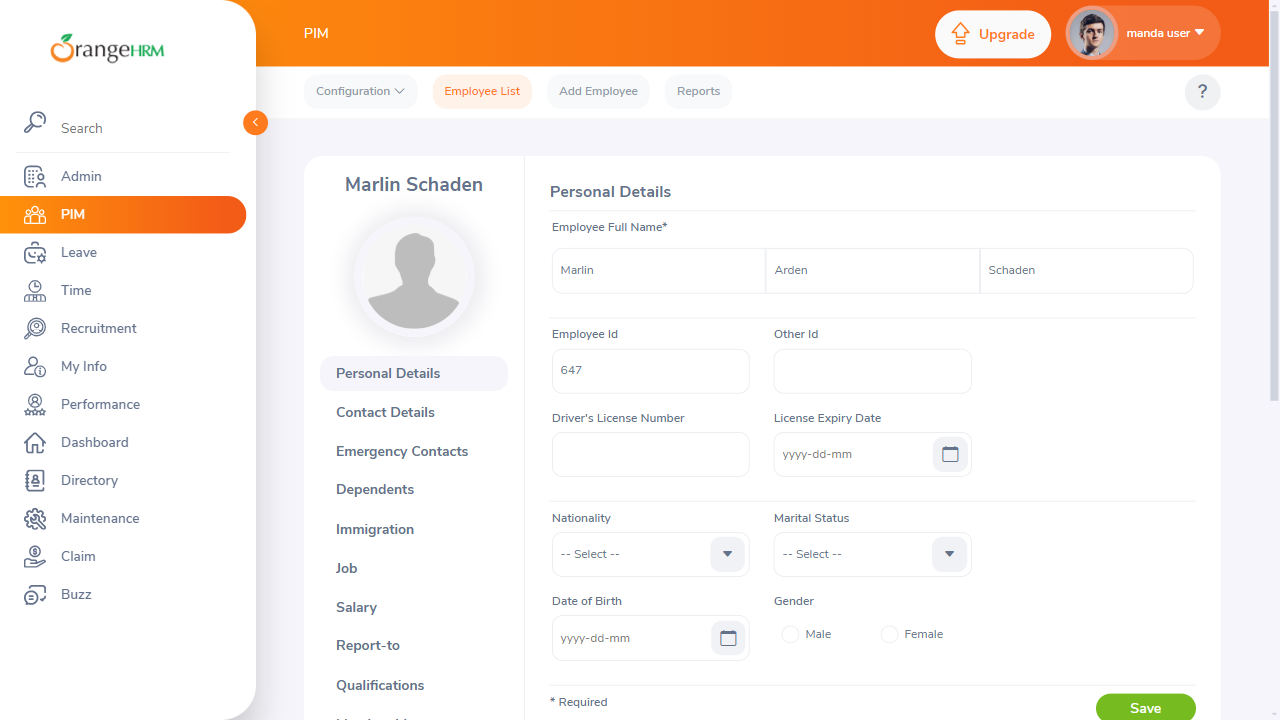 OrangeHRM
Search
Admin
PIM
Leave
Time
Recruitment
My Info
Performance
Dashboard
Directory
Maintenance
Claim
Buzz
PIM
Upgrade
manda user
Configuration
Employee List
Add Employee
Reports
?
Marlin Schaden
Personal Details
Contact Details
Emergency Contacts
Dependents
Immigration
Job
Salary
Report-to
Qualifications
Personal Details
Employee Full Name*
Marlin
Arden
Schaden
Employee Id
Other Id
647
Driver's License Number
License Expiry Date
yyyy-dd-mm
Nationality
Marital Status
-- Select --
-- Select --
Date of Birth
Gender
yyyy-dd-mm
Male
Female
* Required
Save